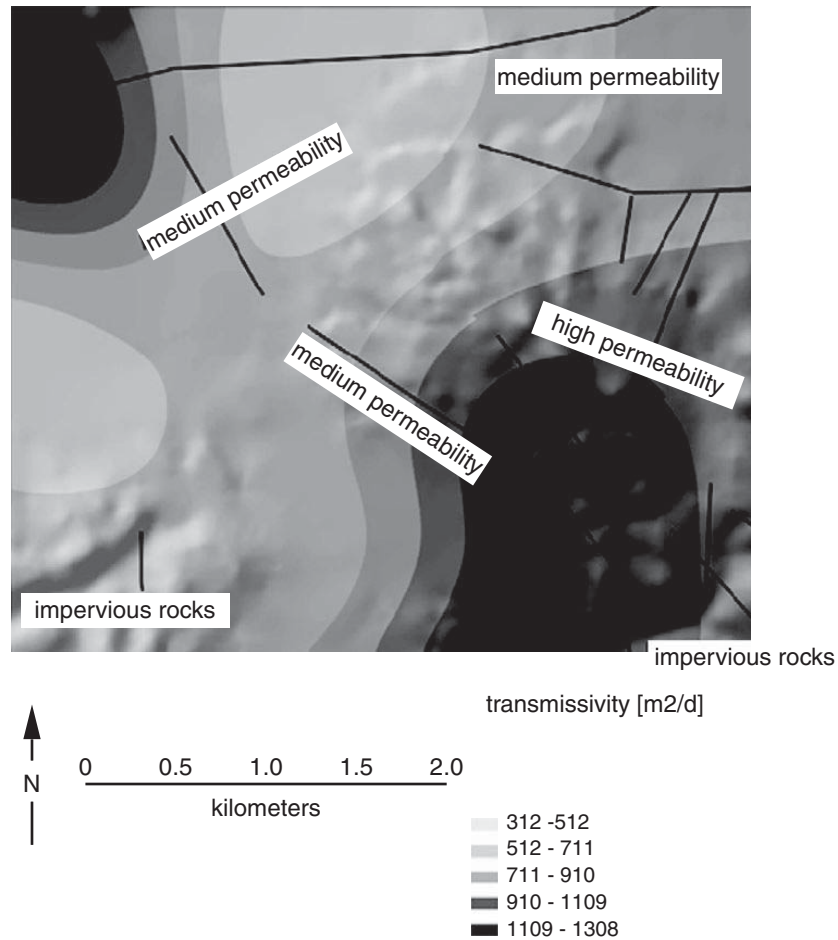 medium permeability
medium permeability
high permeability
medium permeability
impervious rocks
impervious rocks
transmissivity [m2/d]
N
0 0.5 1.0 1.5 2.0
kilometers
312 -512
512 - 711
711 - 910
910 - 1109
1109 - 1308